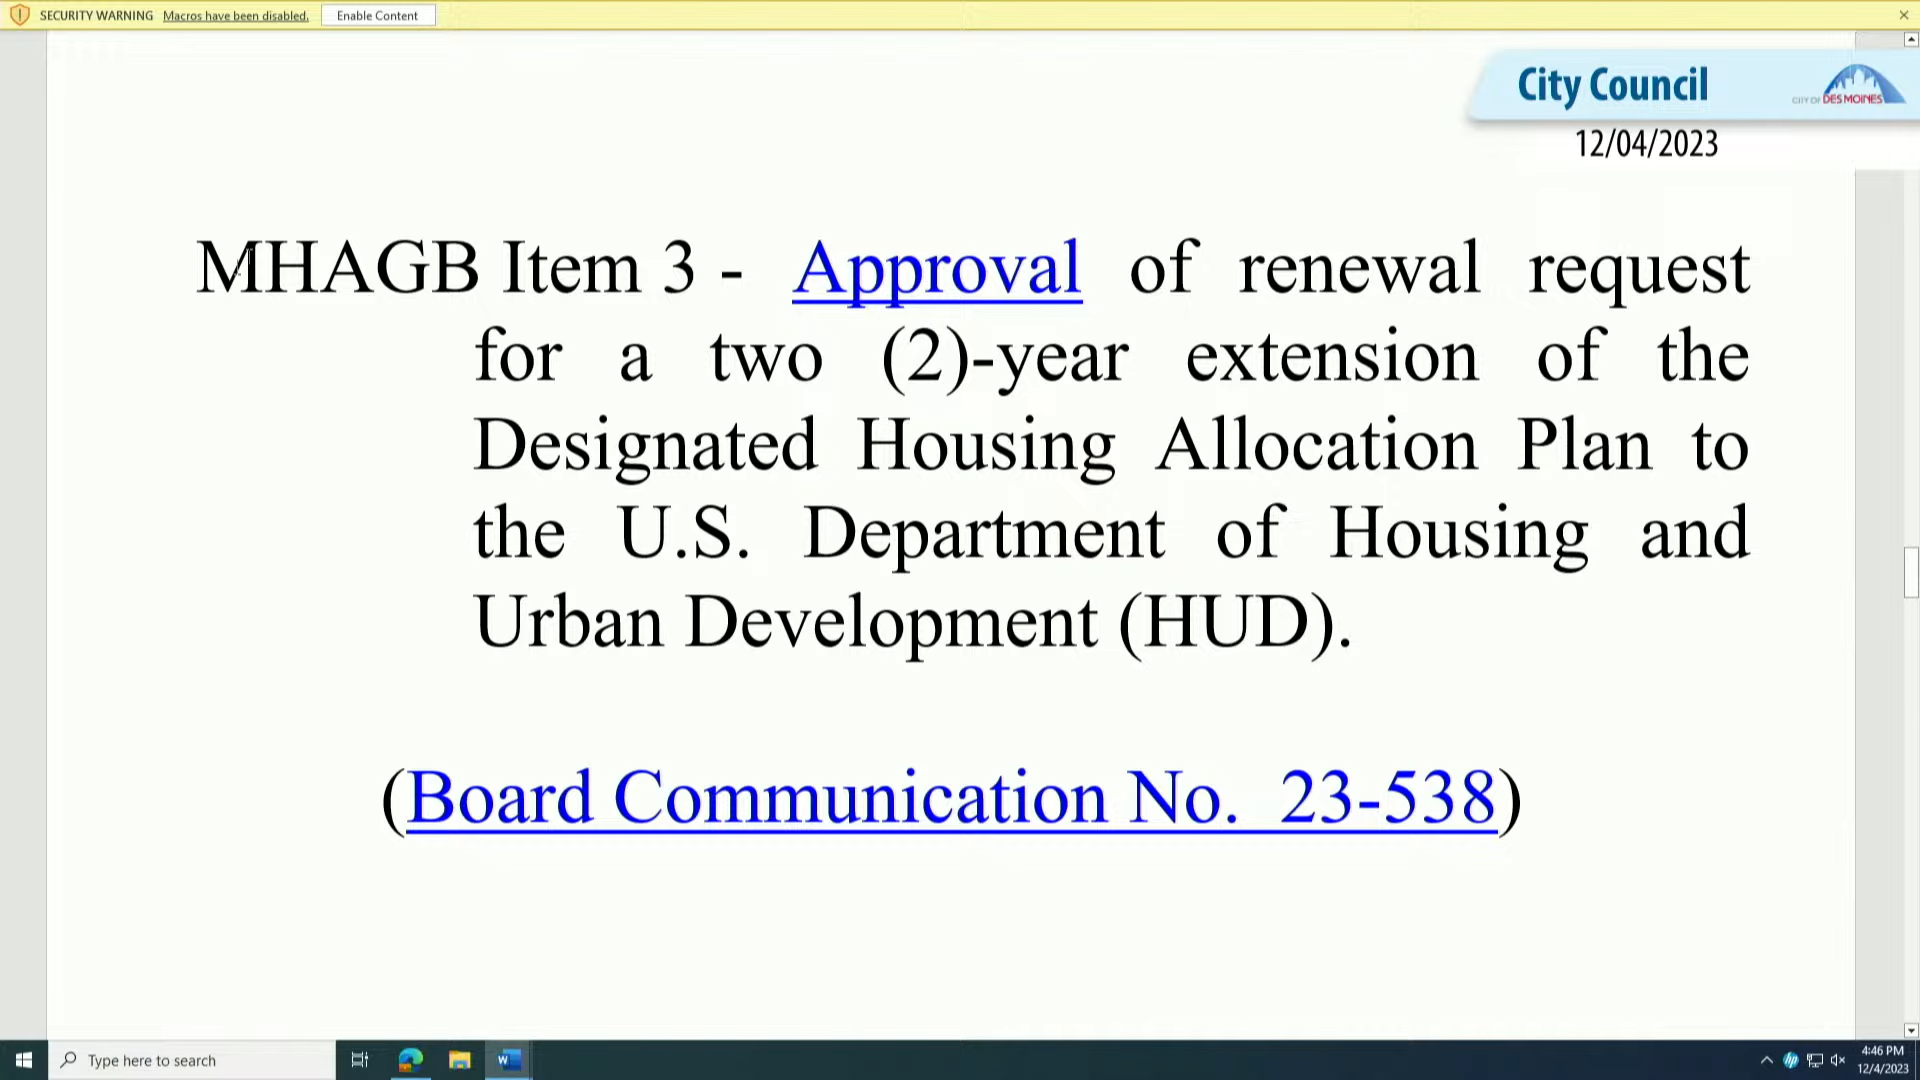 SECURITY WARNING Macros have been disabled. Enable Content
City Council
CITY OF DES MOINES
12/04/2023
MHAGB Item 3 - Approval of renewal request
for a two (2)-year extension of the
Designated Housing Allocation Plan to
the U.S. Department of Housing and
Urban Development (HUD).
(Board Communication No. 23-538)
Type here to search
4:46 PM
12/4/2023